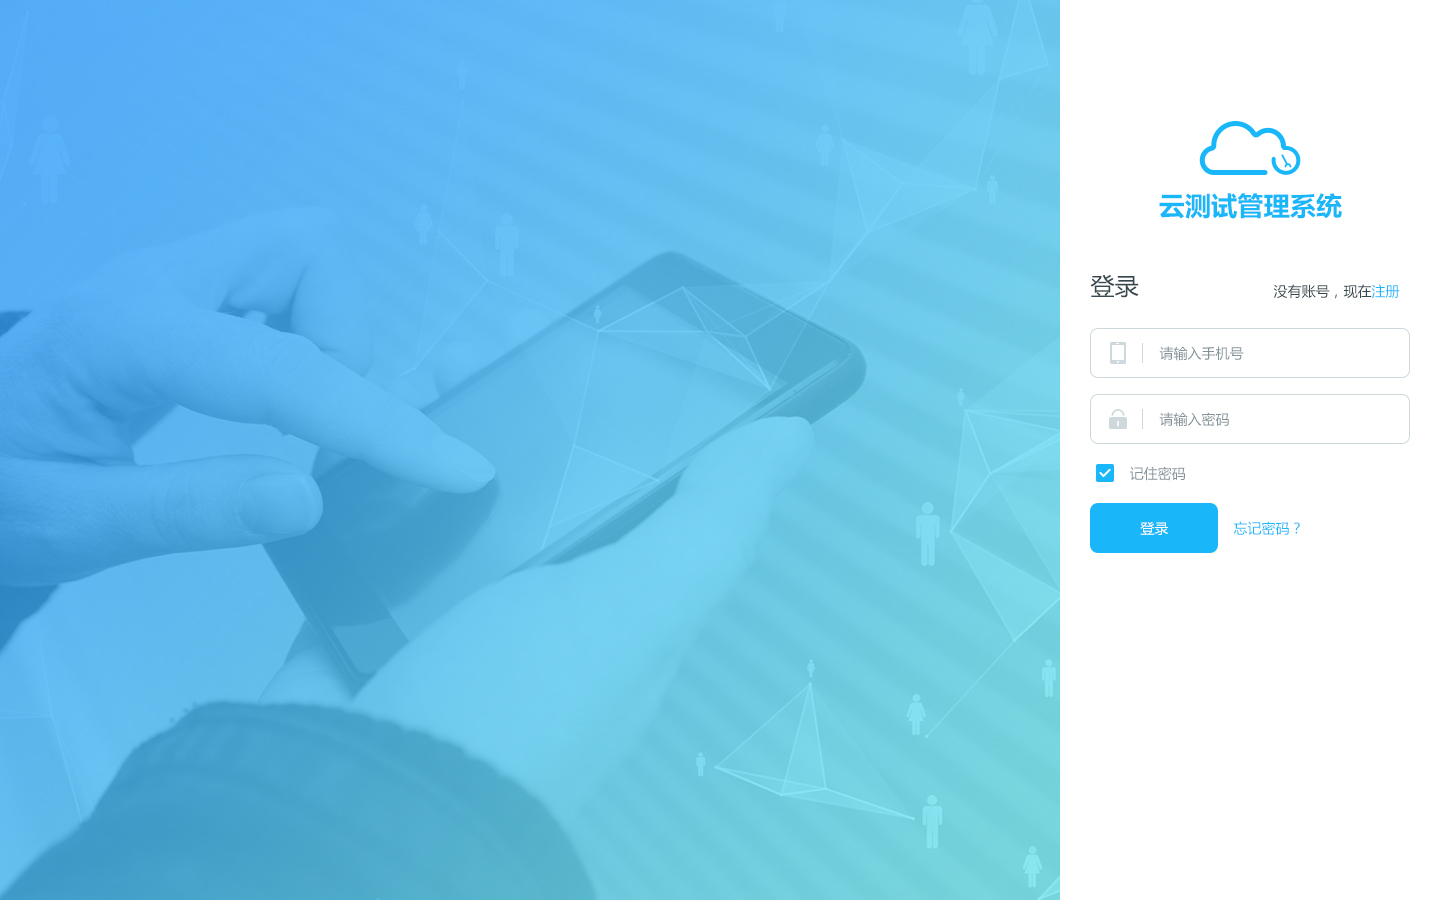 云测试管理系统
登录
没有账号，现在注册
请输入手机号
请输入密码
记住密码
登录 忘记密码？